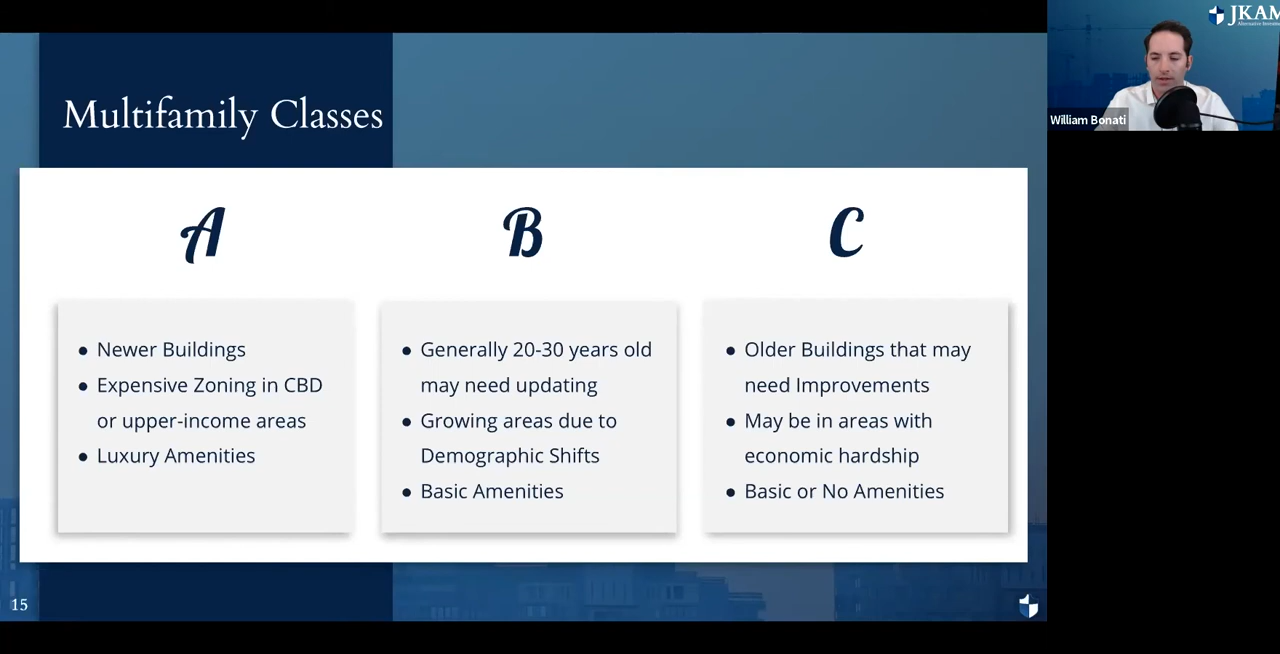 JKAM
Alternative Investm
William Bonati
Multifamily Classes
A
B
C
● Newer Buildings
● Expensive Zoning in CBD
or upper-income areas
● Luxury Amenities
● Generally 20-30 years old
may need updating
● Growing areas due to
Demographic Shifts
● Basic Amenities
● Older Buildings that may
need Improvements
● May be in areas with
economic hardship
● Basic or No Amenities
15